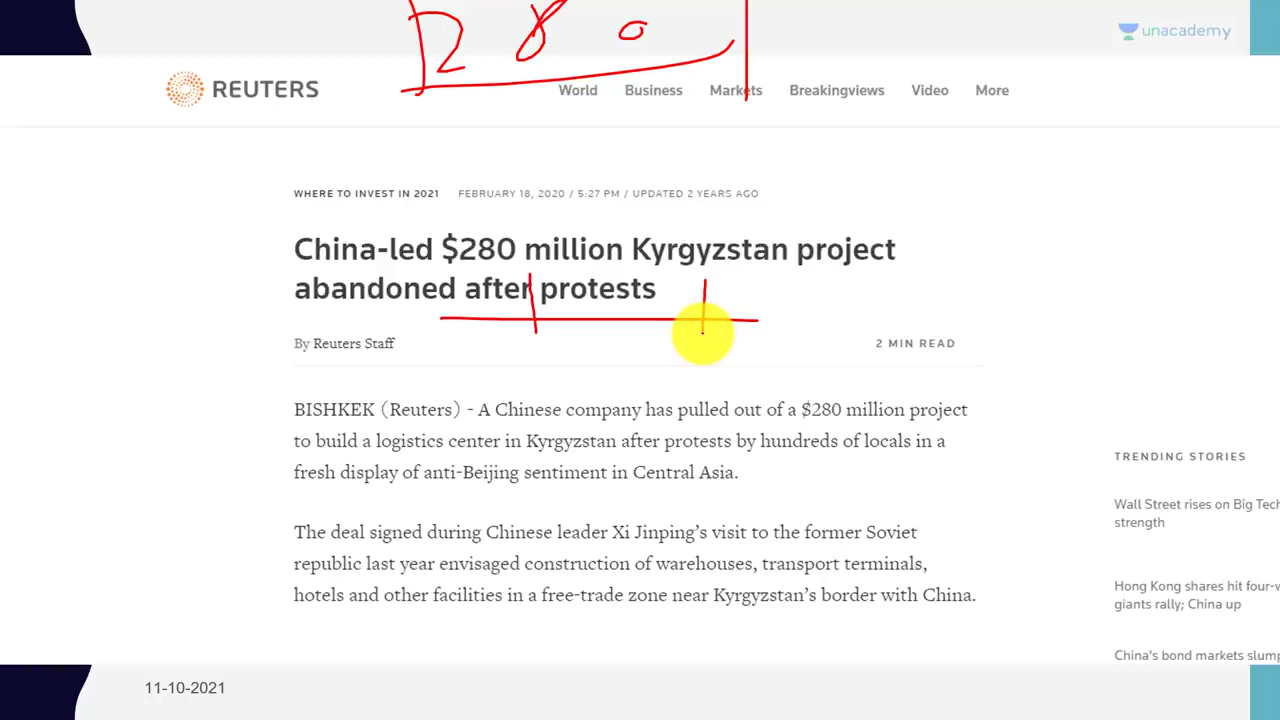 280
unacademy
REUTERS
World Business Markets Breakingviews Video More
WHERE TO INVEST IN 2021 FEBRUARY 18, 2020 / 5:27 PM / UPDATED 2 YEARS AGO
China-led $280 million Kyrgyzstan project
abandoned after protests
By Reuters Staff
2 MIN READ
BISHKEK (Reuters) - A Chinese company has pulled out of a $280 million project
to build a logistics center in Kyrgyzstan after protests by hundreds of locals in a
fresh display of anti-Beijing sentiment in Central Asia.
The deal signed during Chinese leader Xi Jinping’s visit to the former Soviet
republic last year envisaged construction of warehouses, transport terminals,
hotels and other facilities in a free-trade zone near Kyrgyzstan’s border with China.
TRENDING STORIES
Wall Street rises on Big Tech
strength
Hong Kong shares hit four-w
giants rally; China up
China's bond markets slump
11-10-2021